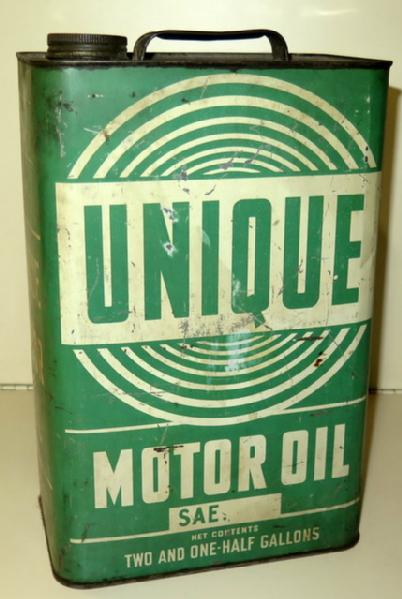 UNIQUE
MOTOR OIL
SAE.
NET CONTENTS
TWO AND ONE-HALF GALLONS